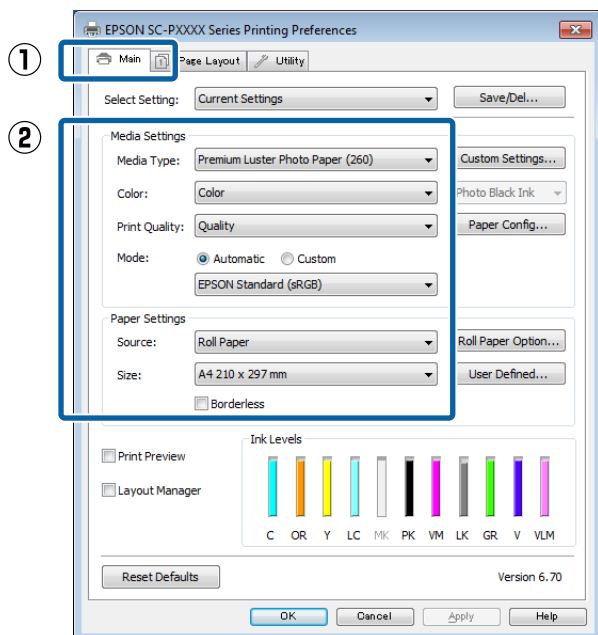 EPSON SC-PXXXX Series Printing Preferences
1
Main Page Layout Utility
Select Setting: Current Settings Save/Del...
2
Media Settings
Media Type: Premium Luster Photo Paper (260) Custom Settings...
Color: Color Photo Black Ink
Print Quality: Quality Paper Config...
Mode: Automatic Custom
EPSON Standard (sRGB)
Paper Settings
Source: Roll Paper Roll Paper Option...
Size: A4 210 x 297 mm User Defined...
Borderless
Ink Levels
Print Preview
Layout Manager
C OR Y LC MK PK VM LK GR V VLM
Reset Defaults Version 6.70
OK Cancel Apply Help